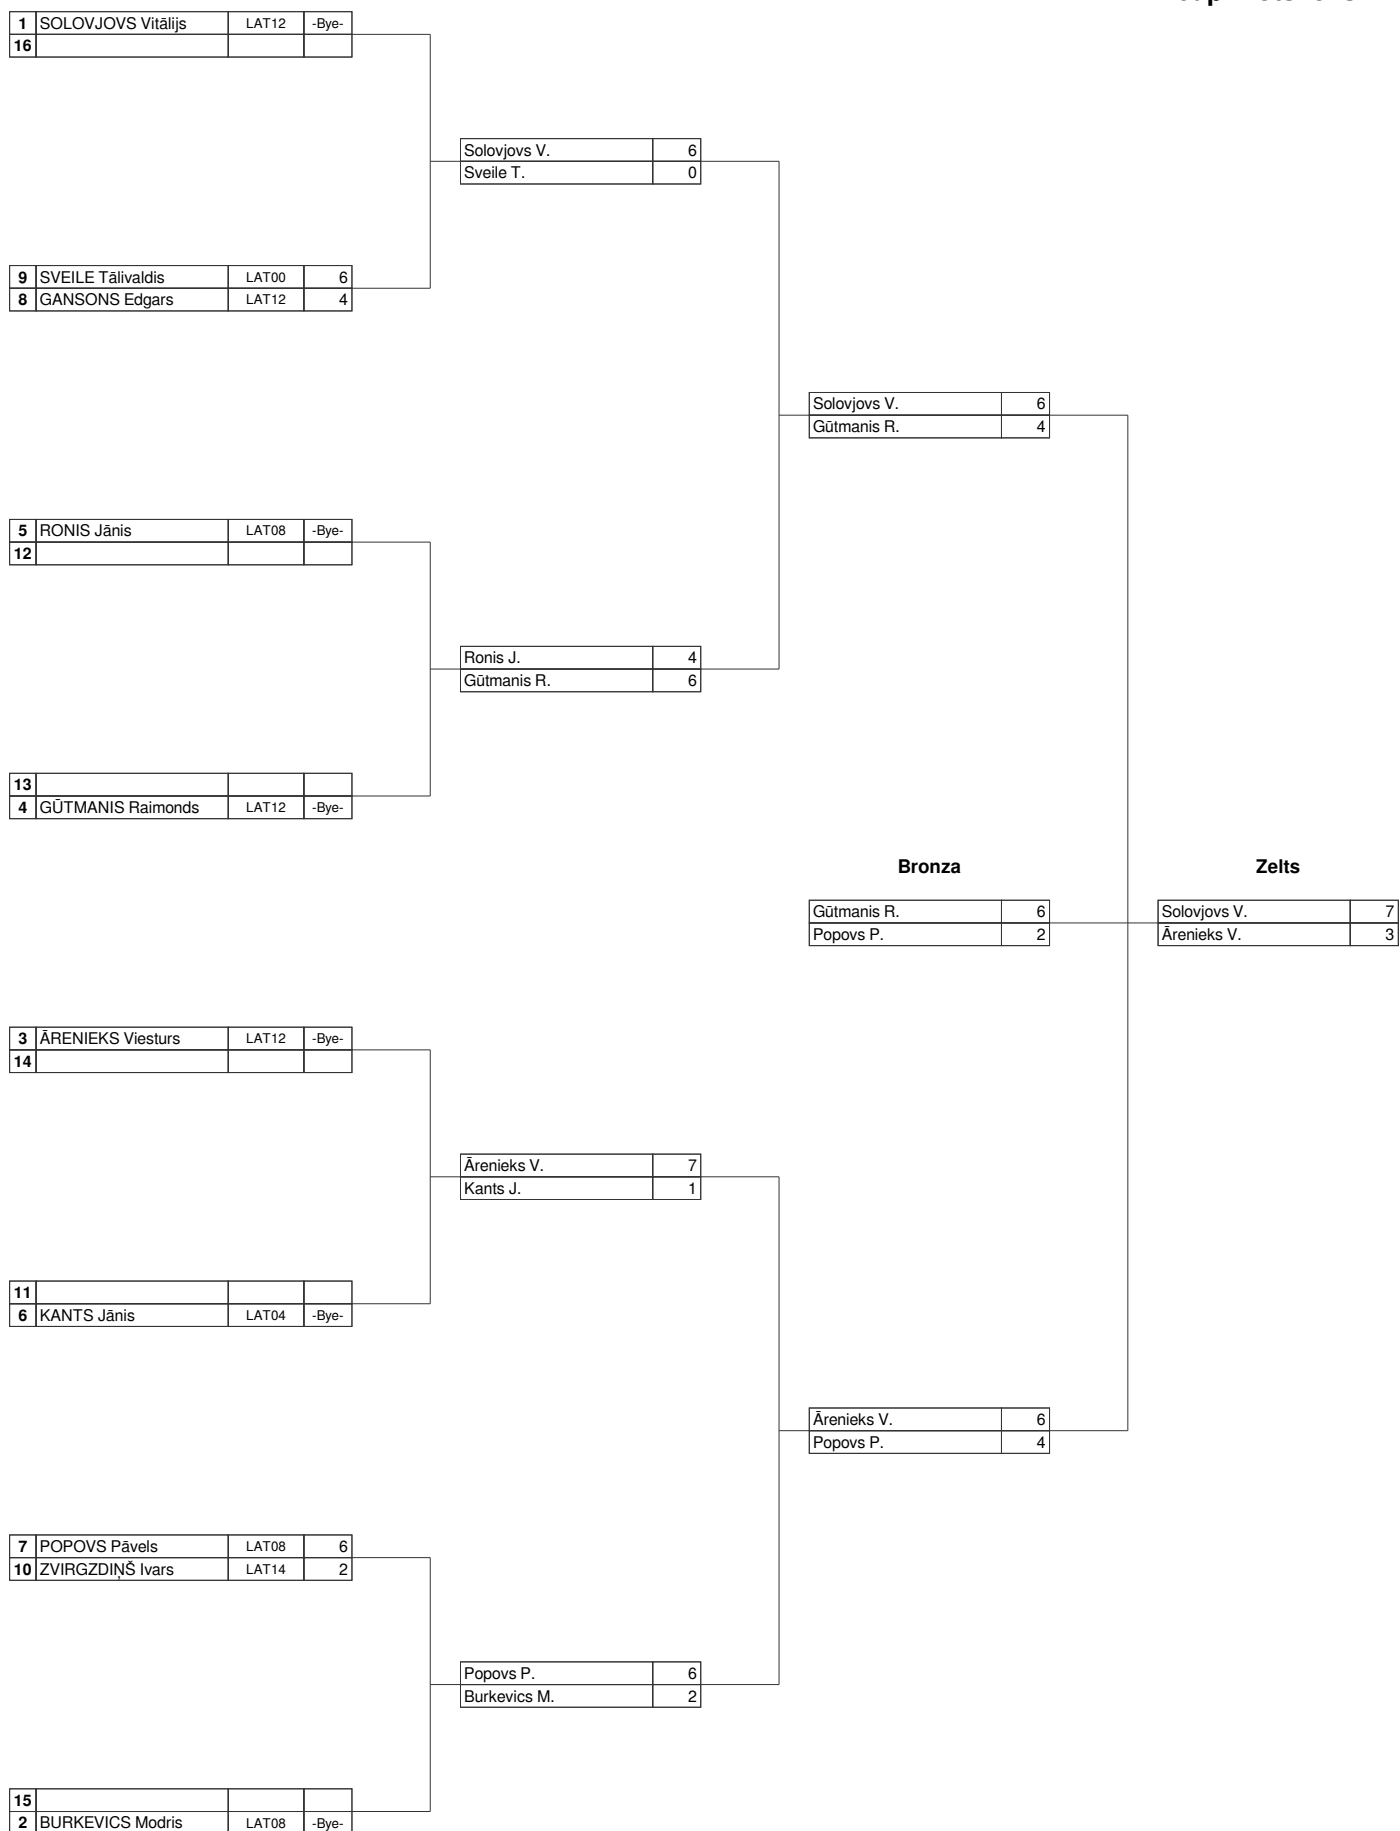 1 SOLOVJOVS Vitālijs LAT12 -Bye-
16
Solovjovs V. 6
Sveile T. 0
9 SVEILE Tālivaldis LAT00 6
8 GANSONS Edgars LAT12 4
Solovjovs V. 6
Gūtmanis R. 4
5 RONIS Jānis LAT08 -Bye-
12
Ronis J. 4
Gūtmanis R. 6
13
4 GŪTMANIS Raimonds LAT12 -Bye-
Bronza Zelts
Gūtmanis R. 6 Solovjovs V. 7
Popovs P. 2 Ārenieks V. 3
3 ĀRENIEKS Viesturs LAT12 -Bye-
14
Ārenieks V. 7
Kants J. 1
11
6 KANTS Jānis LAT04 -Bye-
Ārenieks V. 6
Popovs P. 4
7 POPOVS Pāvels LAT08 6
10 ZVIRGZDIŅŠ Ivars LAT14 2
Popovs P. 6
Burkevics M. 2
15
2 BURKEVICS Modris LAT08 -Bye-